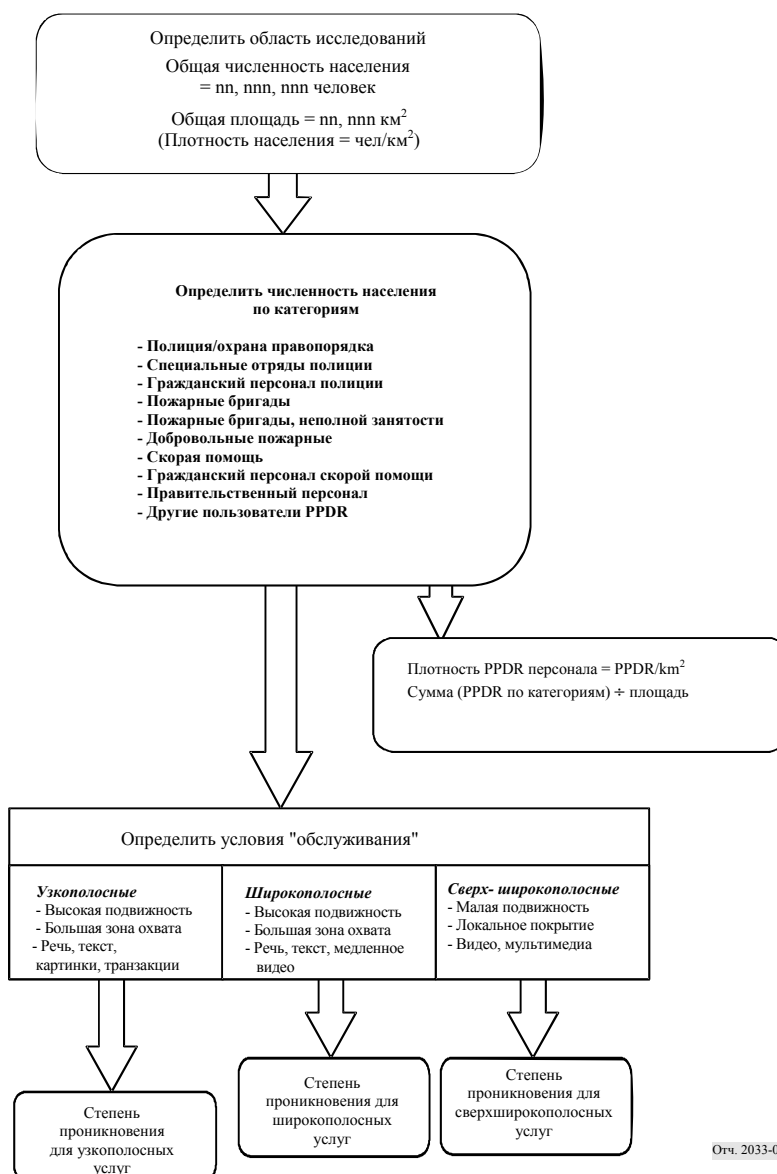 Определить область исследований
Общая численность населения
= nn, nnn, nnn человек
Общая площадь = nn, nnn км²
(Плотность населения = чел/км²)
Определить численность населения
по категориям
- Полиция/охрана правопорядка
- Специальные отряды полиции
- Гражданский персонал полиции
- Пожарные бригады
- Пожарные бригады, неполной занятости
- Добровольные пожарные
- Скорая помощь
- Гражданский персонал скорой помощи
- Правительственный персонал
- Другие пользователи PPDR
Плотность PPDR персонала = PPDR/km²
Сумма (PPDR по категориям) ÷ площадь
Определить условия "обслуживания"
Узкополосные
- Высокая подвижность
- Большая зона охвата
- Речь, текст,
картинки, транзакции
Широкополосные
- Высокая подвижность
- Большая зона охвата
- Речь, текст, медленное
видео
Сверх- широкополосные
- Малая подвижность
- Локальное покрытие
- Видео, мультимедиа
Степень
проникновения
для узкополосных
услуг
Степень
проникновения для
широкополосных
услуг
Степень
проникновения для
сверхширокополосных
услуг
Отч. 2033-0